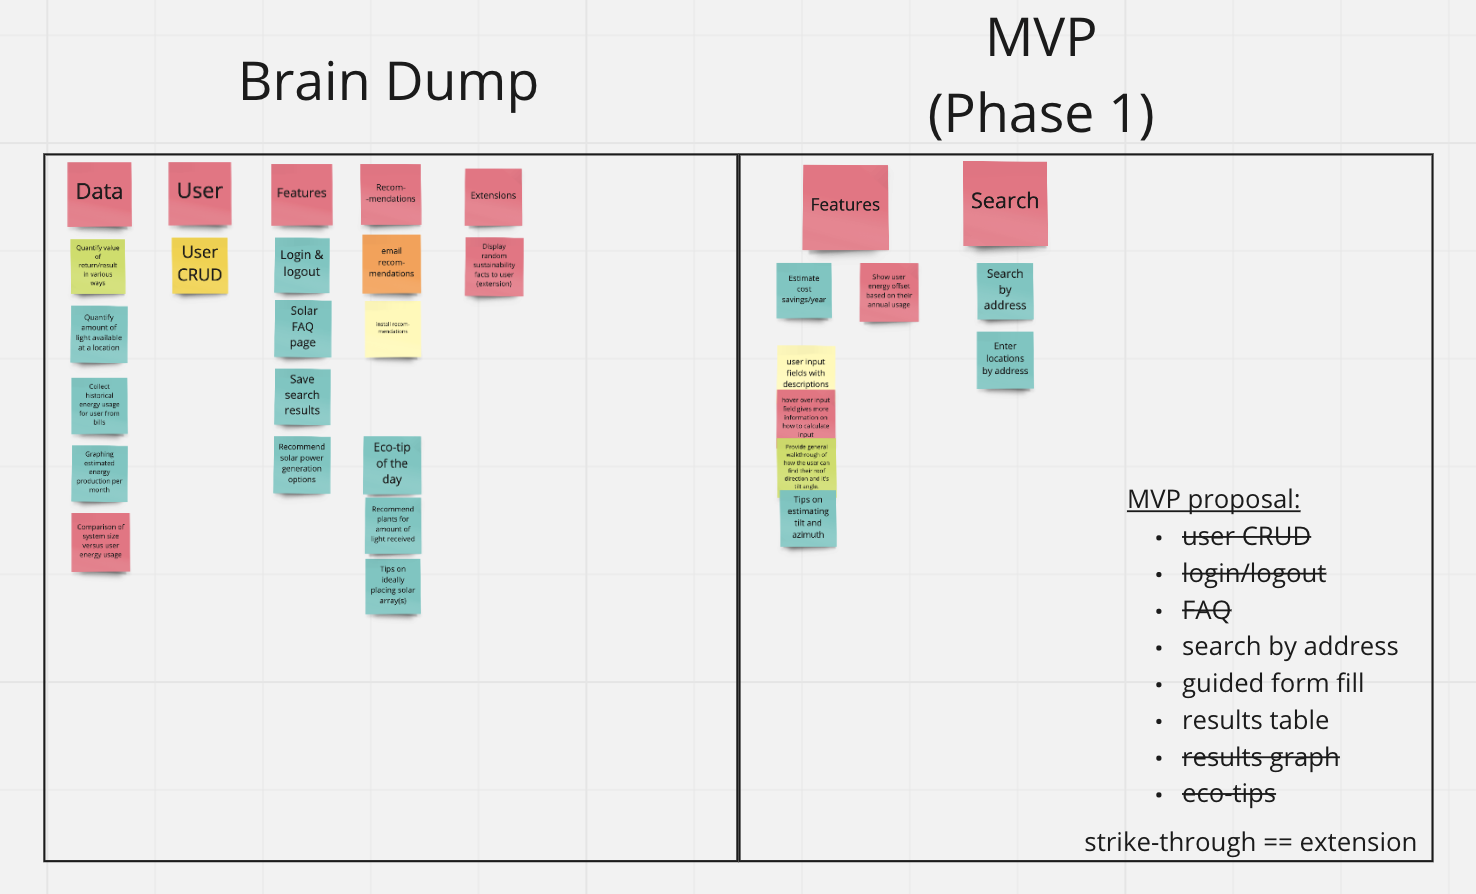 Brain Dump
MVP
(Phase 1)
Data
Quantify value
of
return/result
in various
ways
Quantify
amount of
light available
at a location
Collect
historical
energy usage
for user from
bills
Graphing
estimated
energy
production per
month
Comparison of
system size
versus user
energy usage
User
User
CRUD
Features
Login &
logout
Solar
FAQ
page
Save
search
results
Recommend
solar power
generation
options
Recom-
-mendations
email
recom-
mendations
Install recom-
mendations
Eco-tip
of the
day
Recommend
plants for
amount of
light received
Tips on
ideally
placing solar
array(s)
Extensions
Display
random
sustainability
facts to user
(extension)
Features
Estimate
cost
savings/year
Show user
energy offset
based on their
annual usage
user input
fields with
descriptions
hover over input
field gives more
information on
how to calculate
input
Provide general
walkthrough of
how the user can
find their roof
direction and it's
tilt angle.
Tips on
estimating
tilt and
azimuth
Search
Search
by
address
Enter
locations
by address
MVP proposal:
• user CRUD
• login/logout
• FAQ
• search by address
• guided form fill
• results table
• results graph
• eco-tips
strike-through == extension